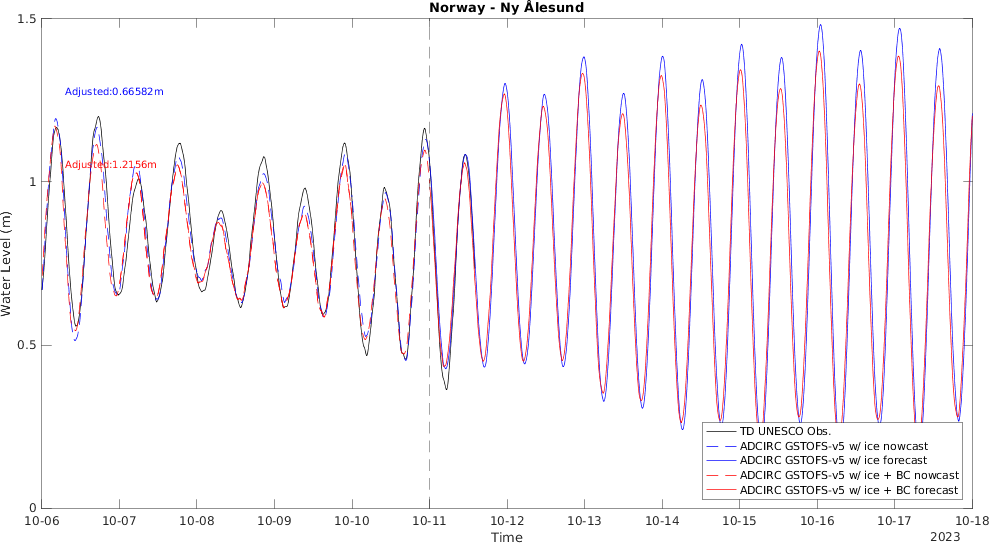 Norway - Ny Ålesund
Water Level (m)
1.5
1
0.5
0
Adjusted:0.66582m
Adjusted:1.2156m
TD UNESCO Obs.
ADCIRC GSTOFS-v5 w/ ice nowcast
ADCIRC GSTOFS-v5 w/ ice forecast
ADCIRC GSTOFS-v5 w/ ice + BC nowcast
ADCIRC GSTOFS-v5 w/ ice + BC forecast
10-06 10-07 10-08 10-09 10-10 10-11 10-12 10-13 10-14 10-15 10-16 10-17 10-18
Time
2023